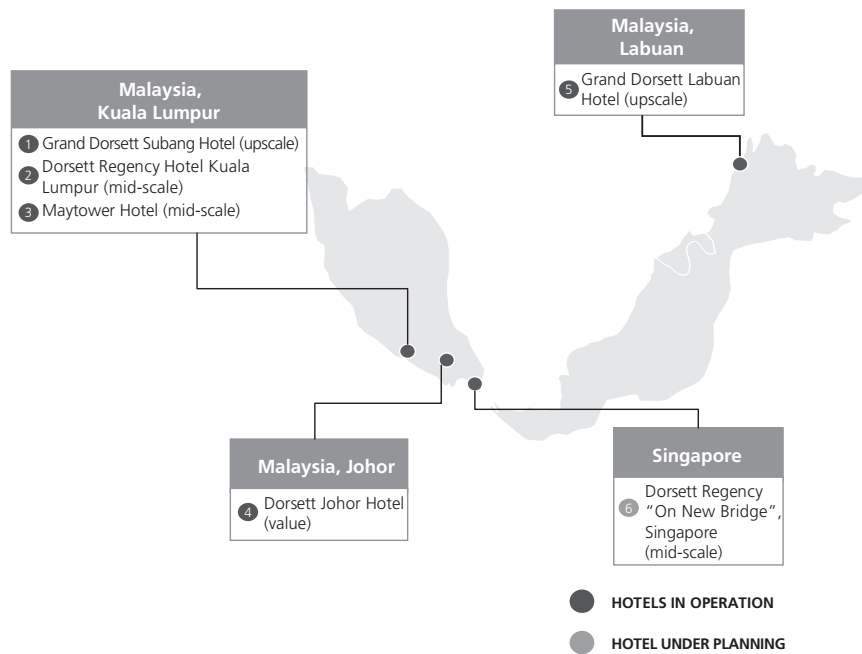 Malaysia,
Kuala Lumpur
1 Grand Dorsett Subang Hotel (upscale)
2 Dorsett Regency Hotel Kuala
Lumpur (mid-scale)
3 Maytower Hotel (mid-scale)
Malaysia,
Labuan
5 Grand Dorsett Labuan
Hotel (upscale)
Malaysia, Johor
4 Dorsett Johor Hotel
(value)
Singapore
6 Dorsett Regency
“On New Bridge”,
Singapore
(mid-scale)
HOTELS IN OPERATION
HOTEL UNDER PLANNING